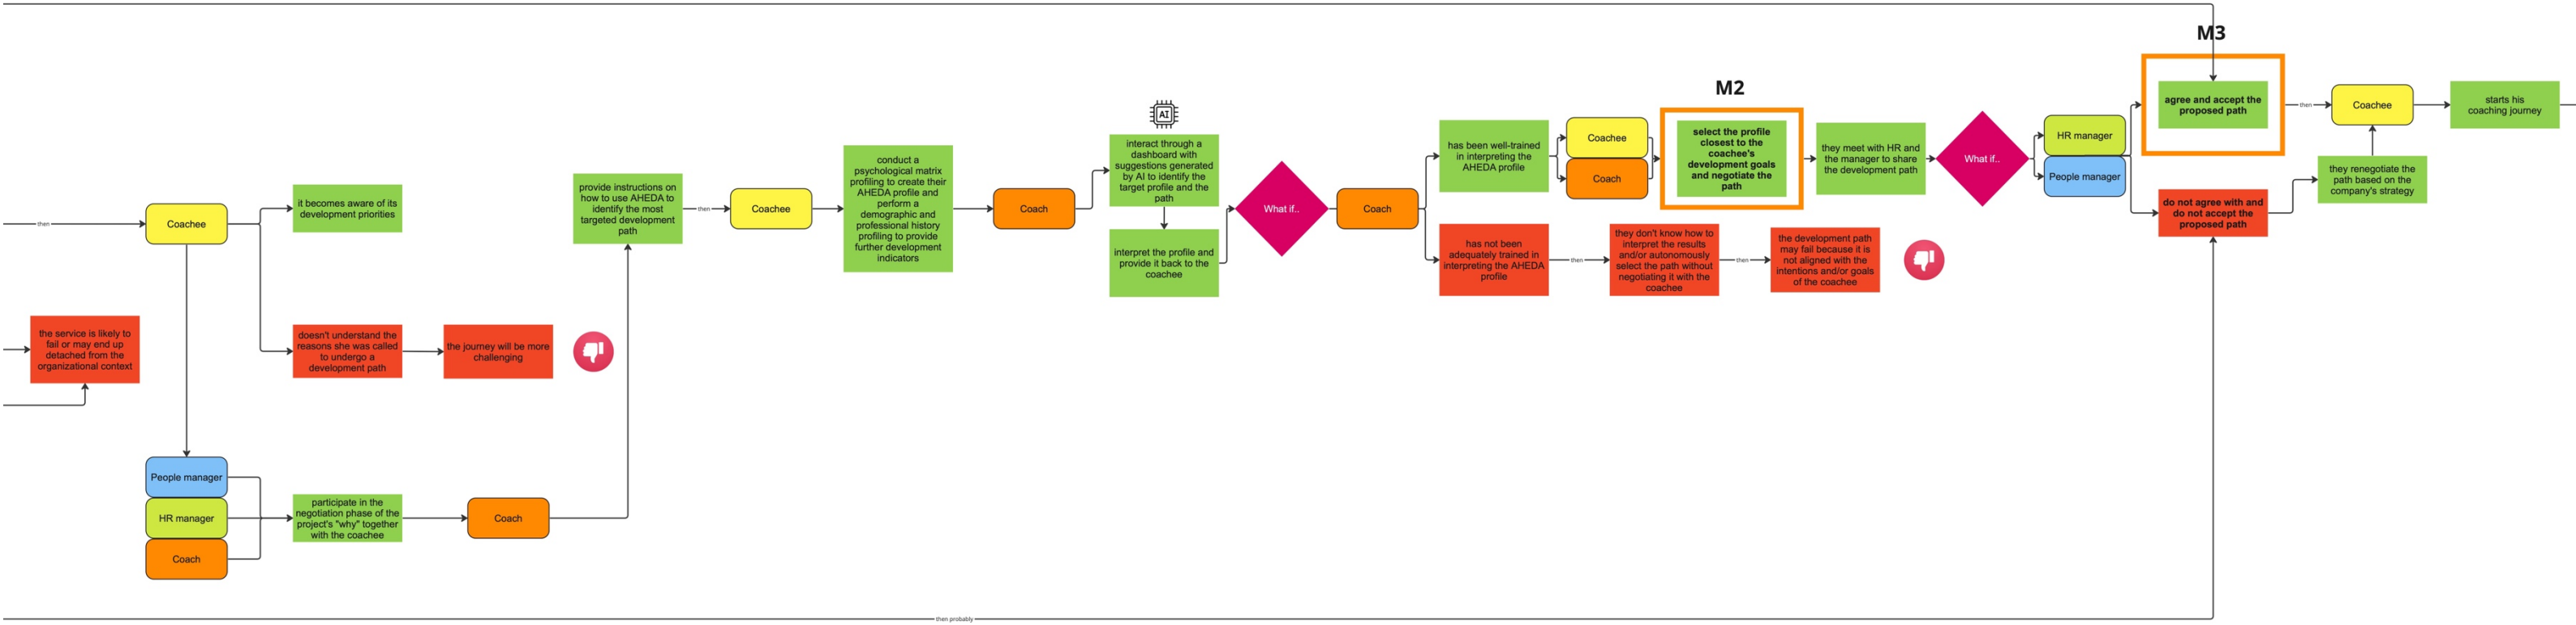 then
Coachee
it becomes aware of its
development priorities
doesn't understand the
reasons she was called
to undergo a
development path
the journey will be more
challenging
the service is likely to
fail or may end up
detached from the
organizational context
People manager
HR manager
Coach
participate in the
negotiation phase of the
project's "why" together
with the coachee
Coach
provide instructions on
how to use AHEDA to
identify the most
targeted development
path
then
Coachee
conduct a
psychological matrix
profiling to create their
AHEDA profile and
perform a
demographic and
professional history
profiling to provide
further development
indicators
Coach
AI
interact through a
dashboard with
suggestions generated
by AI to identify the
target profile and the
path
interpret the profile and
provide it back to the
coachee
What if..
Coach
has been well-trained
in interpreting the
AHEDA profile
Coachee
Coach
M2
select the profile
closest to the
coachee's
development goals
and negotiate the
path
they meet with HR and
the manager to share
the development path
has not been
adequately trained in
interpreting the AHEDA
profile
then
they don't know how to
interpret the results
and/or autonomously
select the path without
negotiating it with the
coachee
then
the development path
may fail because it is
not aligned with the
intentions and/or goals
of the coachee
What if..
HR manager
People manager
M3
agree and accept the
proposed path
then
Coachee
starts his
coaching journey
do not agree with and
do not accept the
proposed path
they renegotiate the
path based on the
company's strategy
then probably